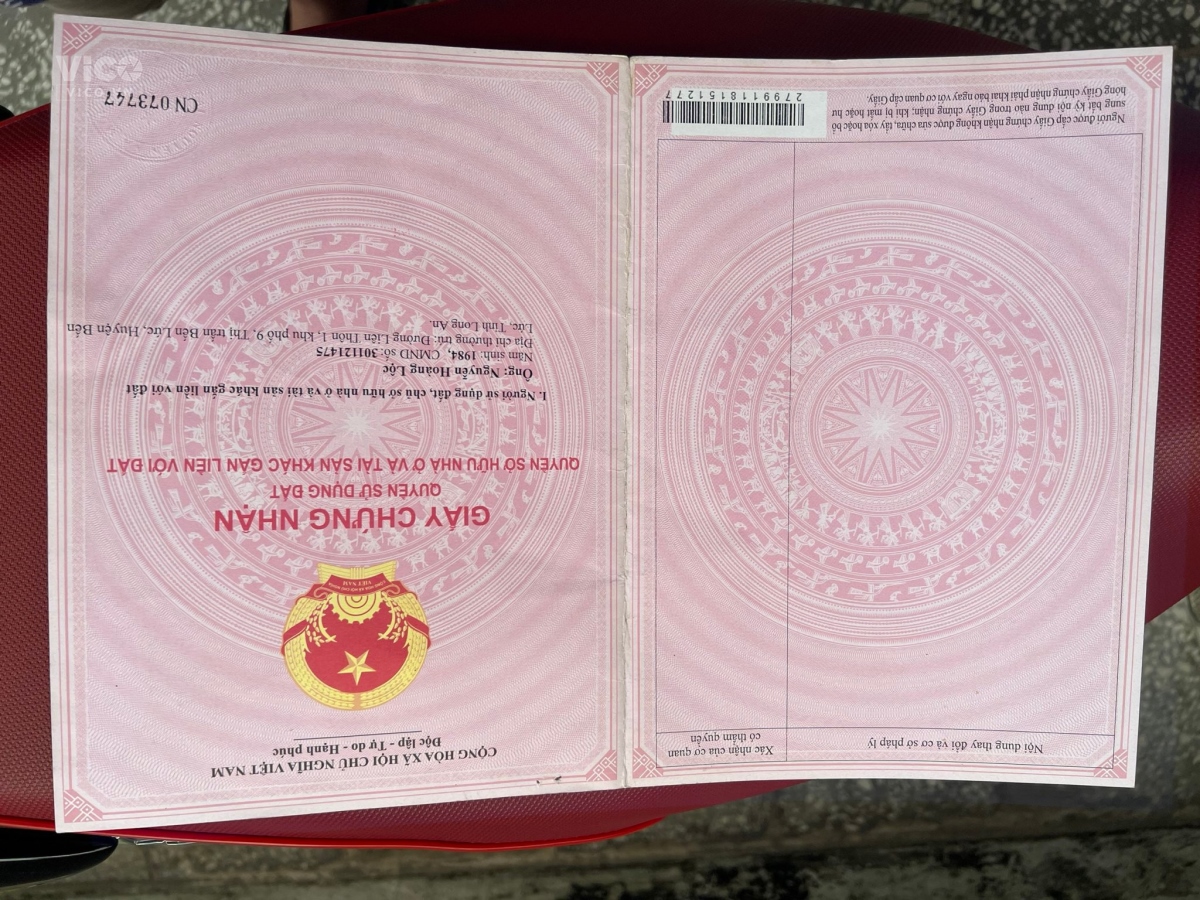 CỘNG HÒA XÃ HỘI CHỦ NGHĨA VIỆT NAM
Độc lập - Tự do - Hạnh phúc
GIẤY CHỨNG NHẬN
QUYỀN SỬ DỤNG ĐẤT
QUYỀN SỞ HỮU NHÀ Ở VÀ TÀI SẢN KHÁC GẮN LIỀN VỚI ĐẤT
I. Người sử dụng đất, chủ sở hữu nhà ở và tài sản khác gắn liền với đất
Ông: Nguyễn Hoàng Lộc
Năm sinh: 1984, CMND số: 301121475
Địa chỉ thường trú: Đường Liên Thôn 1, khu phố 9, Thị trấn Bến Lức, Huyện Bến
Lức, Tỉnh Long An.
CN 073747
Nội dung thay đổi và cơ sở pháp lý
Xác nhận của cơ quan
có thẩm quyền
Người được cấp Giấy chứng nhận không được sửa chữa, tẩy xóa hoặc bổ
sung bất kỳ nội dung nào trong Giấy chứng nhận; khi bị mất hoặc hư
hỏng Giấy chứng nhận phải khai báo ngay với cơ quan cấp Giấy.
2799118151277
ViCO